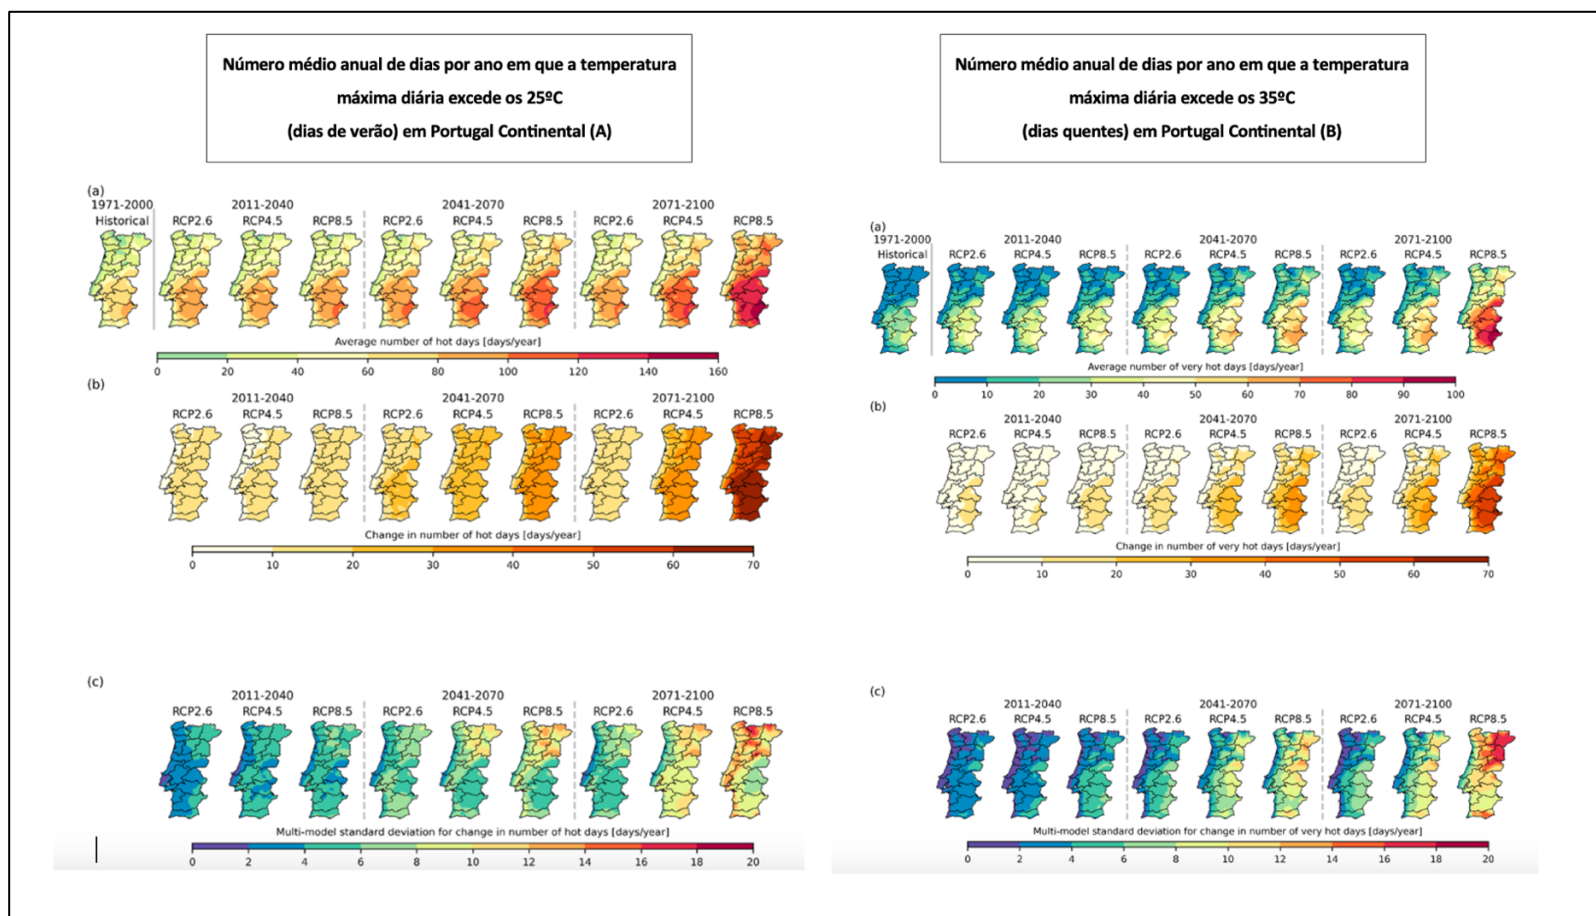 Número médio anual de dias por ano em que a temperatura
máxima diária excede os 25ºC
(dias de verão) em Portugal Continental (A)
(a)
1971-2000 2011-2040 2041-2070 2071-2100
Historical RCP2.6 RCP4.5 RCP8.5 RCP2.6 RCP4.5 RCP8.5 RCP2.6 RCP4.5 RCP8.5
Average number of hot days [days/year]
0 20 40 60 80 100 120 140 160
(b)
2011-2040 2041-2070 2071-2100
RCP2.6 RCP4.5 RCP8.5 RCP2.6 RCP4.5 RCP8.5 RCP2.6 RCP4.5 RCP8.5
Change in number of hot days [days/year]
0 10 20 30 40 50 60 70
(c)
2011-2040 2041-2070 2071-2100
RCP2.6 RCP4.5 RCP8.5 RCP2.6 RCP4.5 RCP8.5 RCP2.6 RCP4.5 RCP8.5
Multi-model standard deviation for change in number of hot days [days/year]
0 2 4 6 8 10 12 14 16 18 20
Número médio anual de dias por ano em que a temperatura
máxima diária excede os 35ºC
(dias quentes) em Portugal Continental (B)
(a)
1971-2000 2011-2040 2041-2070 2071-2100
Historical RCP2.6 RCP4.5 RCP8.5 RCP2.6 RCP4.5 RCP8.5 RCP2.6 RCP4.5 RCP8.5
Average number of very hot days [days/year]
0 10 20 30 40 50 60 70 80 90 100
(b)
2011-2040 2041-2070 2071-2100
RCP2.6 RCP4.5 RCP8.5 RCP2.6 RCP4.5 RCP8.5 RCP2.6 RCP4.5 RCP8.5
Change in number of very hot days [days/year]
0 10 20 30 40 50 60 70
(c)
2011-2040 2041-2070 2071-2100
RCP2.6 RCP4.5 RCP8.5 RCP2.6 RCP4.5 RCP8.5 RCP2.6 RCP4.5 RCP8.5
Multi-model standard deviation for change in number of very hot days [days/year]
0 2 4 6 8 10 12 14 16 18 20